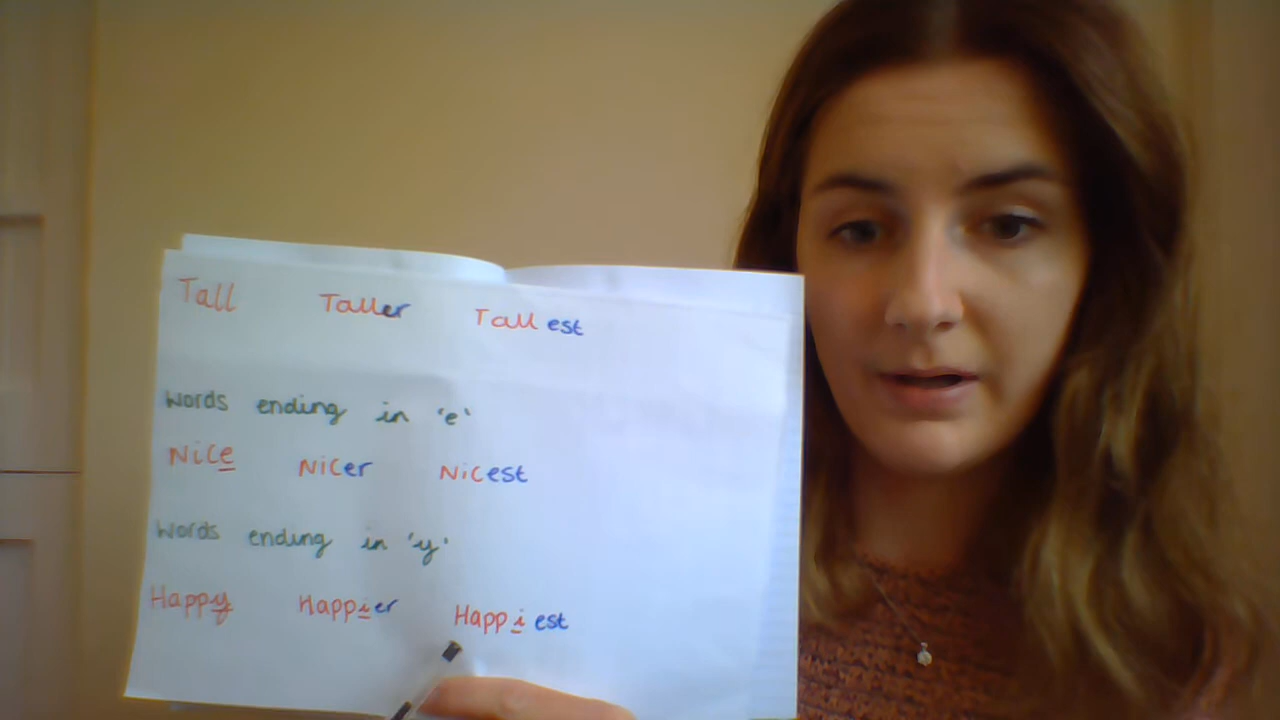 Tall Taller Tallest
Words ending in 'e'
Nice Nicer Nicest
Words ending in 'y'
Happy Happier Happiest